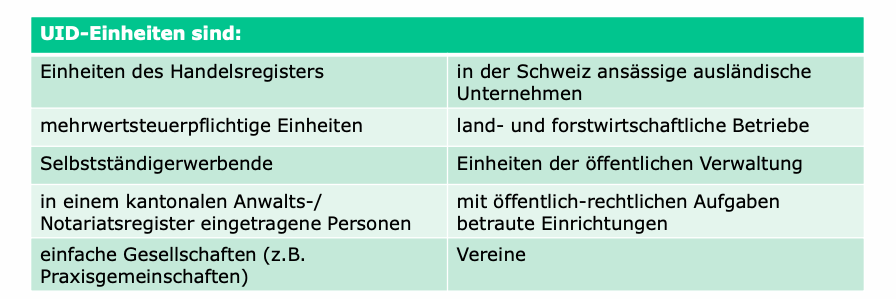 UID-Einheiten sind:
Einheiten des Handelsregisters
in der Schweiz ansässige ausländische
Unternehmen
mehrwertsteuerpflichtige Einheiten
land- und forstwirtschaftliche Betriebe
Selbstständigerwerbende
Einheiten der öffentlichen Verwaltung
in einem kantonalen Anwalts-/
Notariatsregister eingetragene Personen
mit öffentlich-rechtlichen Aufgaben
betraute Einrichtungen
einfache Gesellschaften (z.B.
Praxisgemeinschaften)
Vereine